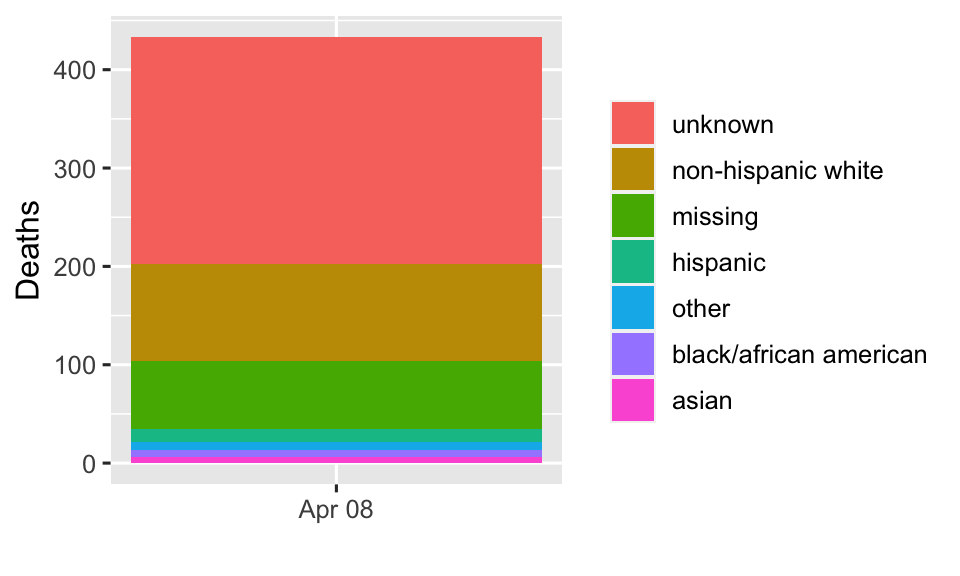 Deaths
400
300
200
100
0
Apr 08
unknown
non-hispanic white
missing
hispanic
other
black/african american
asian